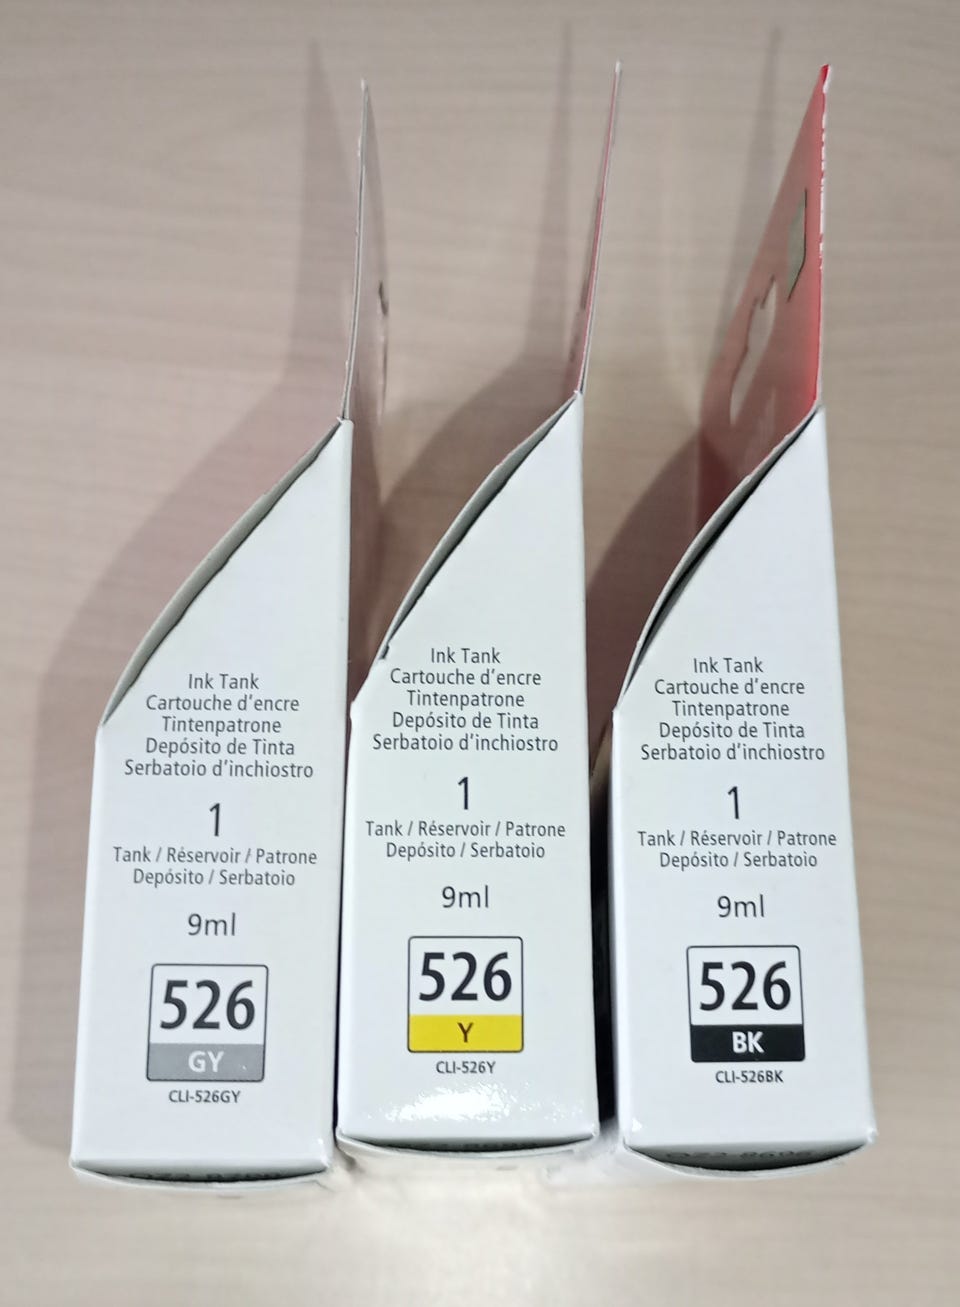 Ink Tank
Cartouche d'encre
Tintenpatrone
Depósito de Tinta
Serbatoio d'inchiostro
1
Tank / Réservoir / Patrone
Depósito / Serbatoio
9ml
526
GY
CLI-526GY
Ink Tank
Cartouche d'encre
Tintenpatrone
Depósito de Tinta
Serbatoio d'inchiostro
1
Tank / Réservoir / Patrone
Depósito / Serbatoio
9ml
526
Y
CLI-526Y
Ink Tank
Cartouche d'encre
Tintenpatrone
Depósito de Tinta
Serbatoio d'inchiostro
1
Tank / Réservoir / Patrone
Depósito / Serbatoio
9ml
526
BK
CLI-526BK